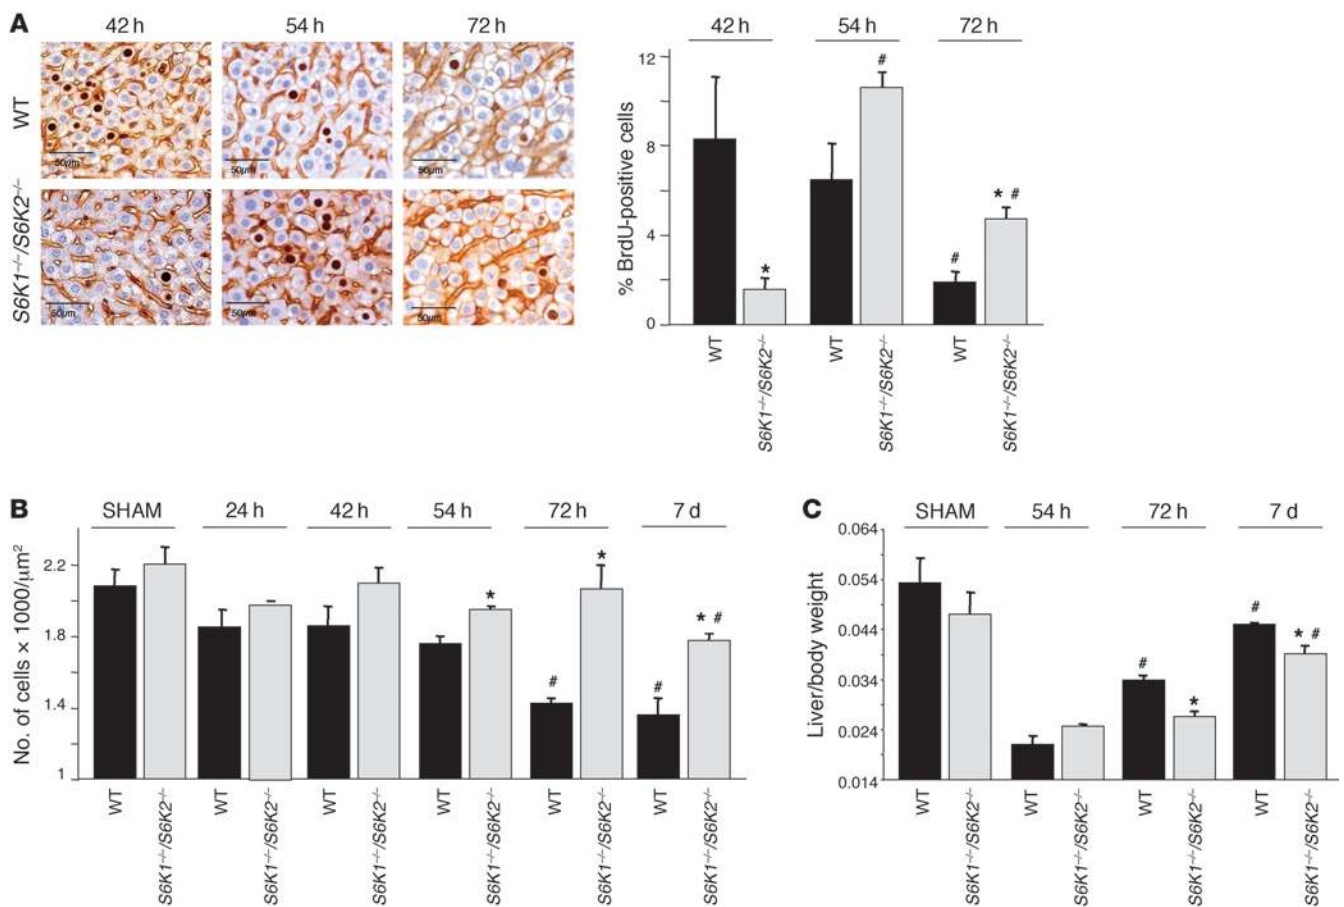 A
42 h 54 h 72 h
WT
S6K1⁻/⁻/S6K2⁻/⁻
50µm 50µm 50µm
50µm 50µm 50µm
42 h 54 h 72 h
% BrdU-positive cells
12
8
4
0
#
*
#
* #
WT S6K1⁻/⁻/S6K2⁻/⁻ WT S6K1⁻/⁻/S6K2⁻/⁻ WT S6K1⁻/⁻/S6K2⁻/⁻
B
SHAM 24 h 42 h 54 h 72 h 7 d
No. of cells × 1000/µm²
2.2
1.8
1.4
1
*
#
*
#
* #
WT S6K1⁻/⁻/S6K2⁻/⁻ WT S6K1⁻/⁻/S6K2⁻/⁻ WT S6K1⁻/⁻/S6K2⁻/⁻ WT S6K1⁻/⁻/S6K2⁻/⁻ WT S6K1⁻/⁻/S6K2⁻/⁻ WT S6K1⁻/⁻/S6K2⁻/⁻
C
SHAM 54 h 72 h 7 d
Liver/body weight
0.064
0.054
0.044
0.034
0.024
0.014
#
*
#
* #
WT S6K1⁻/⁻/S6K2⁻/⁻ WT S6K1⁻/⁻/S6K2⁻/⁻ WT S6K1⁻/⁻/S6K2⁻/⁻ WT S6K1⁻/⁻/S6K2⁻/⁻